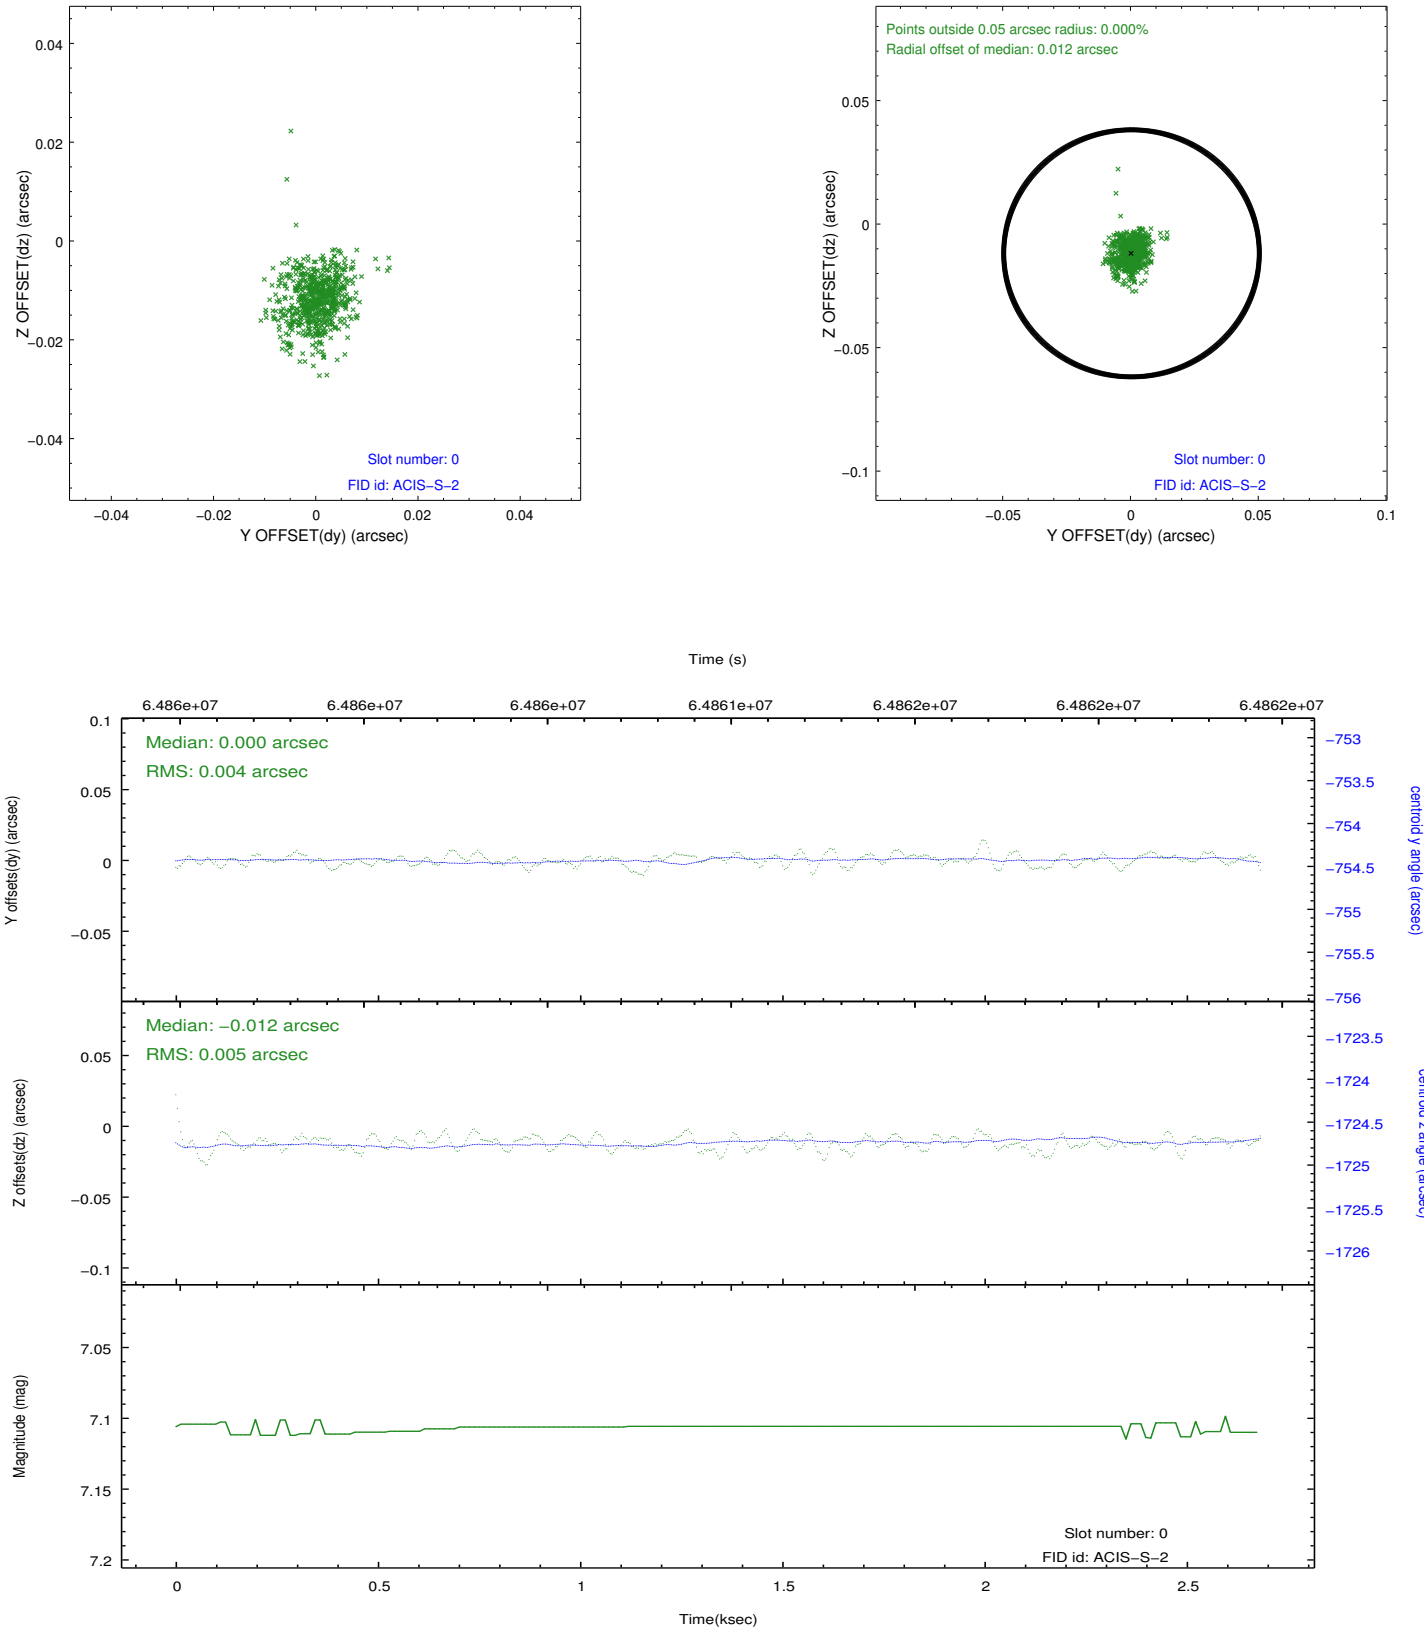 0.04
0.02
0
−0.02
−0.04
Z OFFSET(dz) (arcsec)
Slot number: 0
FID id: ACIS−S−2
−0.04
−0.02
0
0.02
0.04
Y OFFSET(dy) (arcsec)
Points outside 0.05 arcsec radius: 0.000%
Radial offset of median: 0.012 arcsec
0.05
0
−0.05
−0.1
Z OFFSET(dz) (arcsec)
Slot number: 0
FID id: ACIS−S−2
−0.05
0
0.05
0.1
Y OFFSET(dy) (arcsec)
Time (s)
6.486e+07
6.486e+07
6.486e+07
6.4861e+07
6.4862e+07
6.4862e+07
6.4862e+07
Median: 0.000 arcsec
RMS: 0.004 arcsec
0.1
0.05
0
−0.05
Y offsets(dy) (arcsec)
−753
−753.5
−754
−754.5
−755
−755.5
−756
centroid y angle (arcsec)
Median: −0.012 arcsec
RMS: 0.005 arcsec
0.05
0
−0.05
−0.1
Z offsets(dz) (arcsec)
−1723.5
−1724
−1724.5
−1725
−1725.5
−1726
centroid z angle (arcsec)
7.05
7.1
7.15
7.2
Magnitude (mag)
Slot number: 0
FID id: ACIS−S−2
0
0.5
1
1.5
2
2.5
Time(ksec)